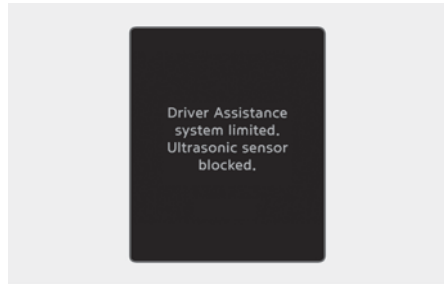 Driver Assistance
system limited.
Ultrasonic sensor
blocked.